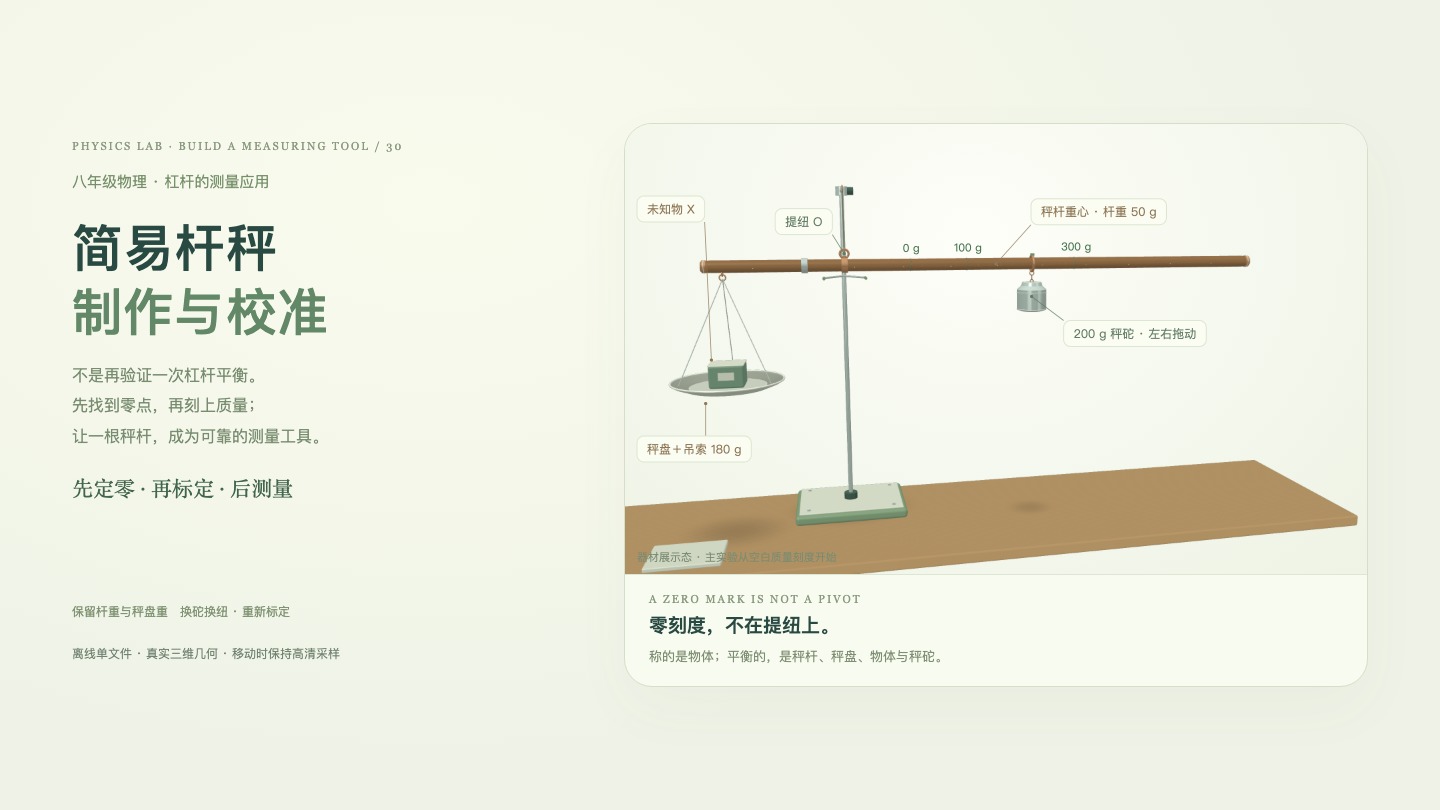 PHYSICS LAB · BUILD A MEASURING TOOL / 30
八年级物理 · 杠杆的测量应用
简易杆秤
制作与校准
不是再验证一次杠杆平衡。
先找到零点，再刻上质量；
让一根秤杆，成为可靠的测量工具。
先定零 · 再标定 · 后测量
保留杆重与秤盘重　换砣换纽 · 重新标定
离线单文件 · 真实三维几何 · 移动时保持高清采样
未知物 X
提纽 O
秤杆重心 · 杆重 50 g
0 g
100 g
300 g
200 g 秤砣 · 左右拖动
秤盘＋吊索 180 g
器材展示态 · 主实验从空白质量刻度开始
A ZERO MARK IS NOT A PIVOT
零刻度，不在提纽上。
称的是物体；平衡的，是秤杆、秤盘、物体与秤砣。